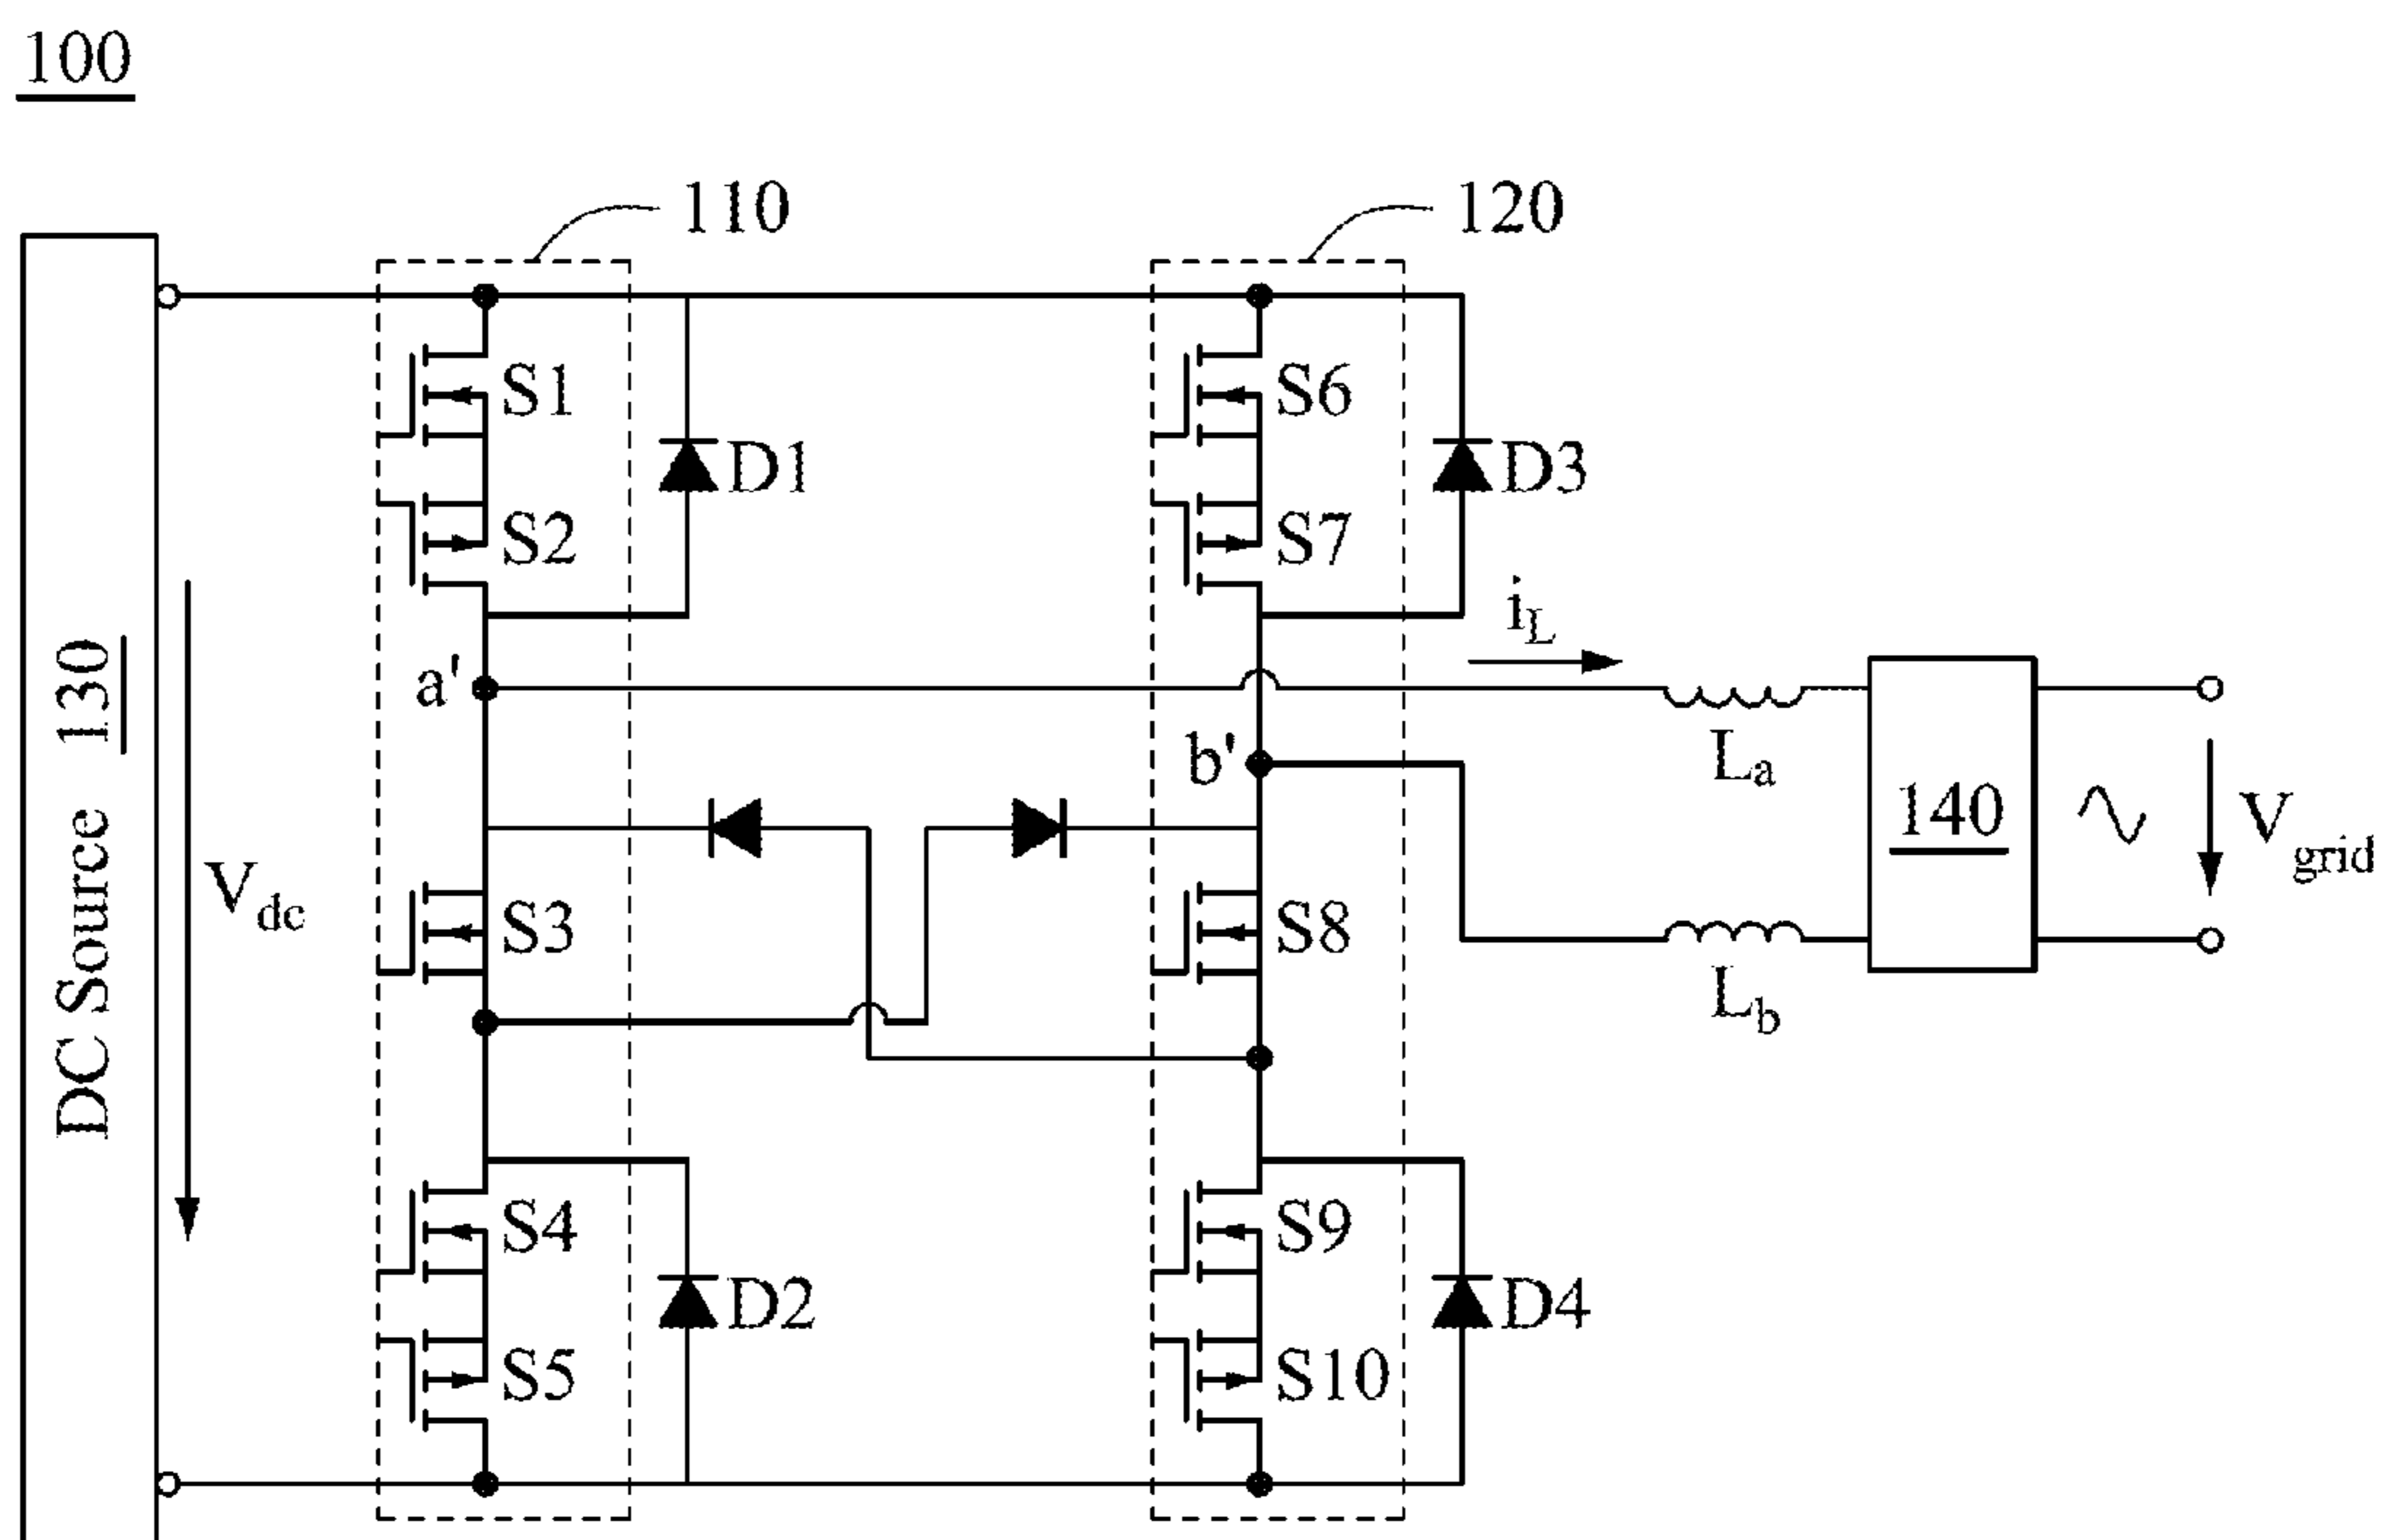 100
110
120
S1
S6
D1
D3
S2
S7
iL
a'
b'
La
140
Vgrid
DC Source 130
Vdc
S3
S8
Lb
S4
S9
D2
D4
S5
S10